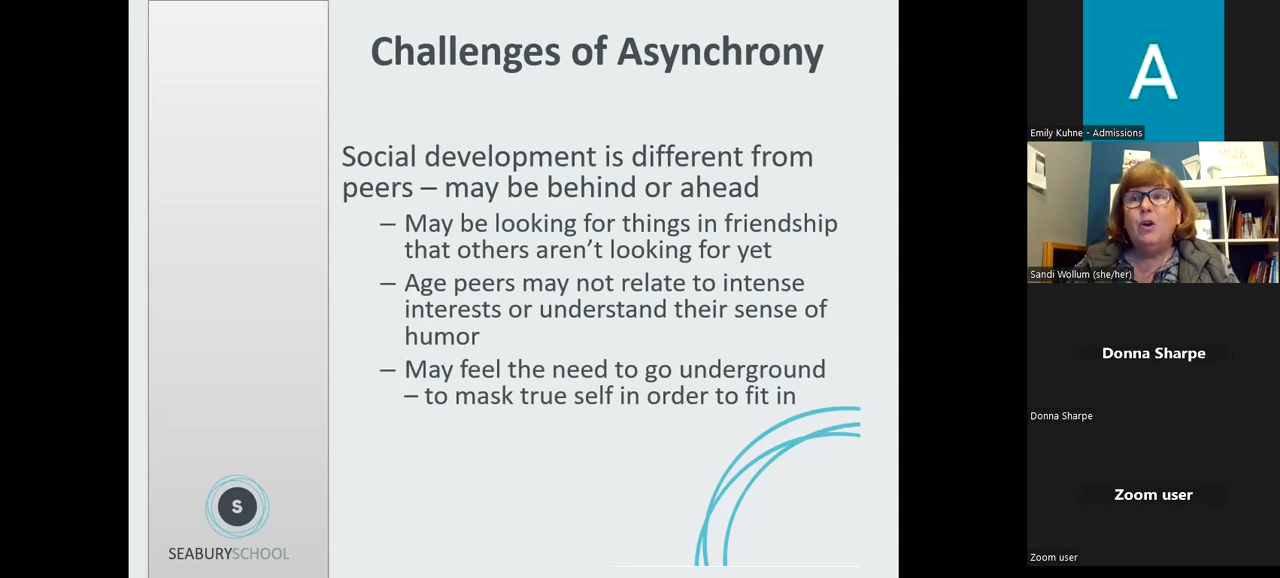 Challenges of Asynchrony
Social development is different from
peers – may be behind or ahead
– May be looking for things in friendship
that others aren't looking for yet
– Age peers may not relate to intense
interests or understand their sense of
humor
– May feel the need to go underground
– to mask true self in order to fit in
S
SEABURYSCHOOL
A
Emily Kuhne - Admissions
Sandi Wollum (she/her)
Donna Sharpe
Donna Sharpe
Zoom user
Zoom user